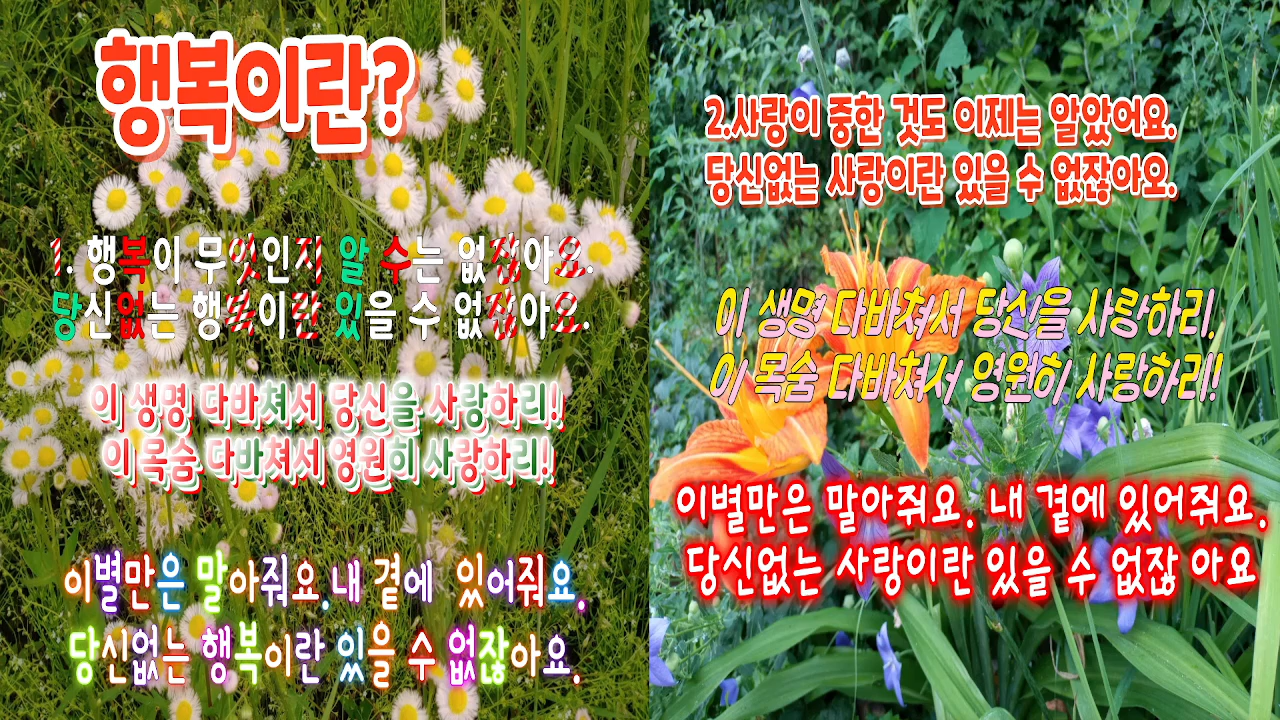 행복이란?
1. 행복이 무엇인지 알 수는 없잖아요.
당신없는 행복이란 있을 수 없잖아요.
이 생명 다바쳐서 당신을 사랑하리!
이 목숨 다바쳐서 영원히 사랑하리!
이별만은 말아줘요.내 곁에 있어줘요.
당신없는 행복이란 있을 수 없잖아요.
2.사랑이 중한 것도 이제는 알았어요.
당신없는 사랑이란 있을 수 없잖아오.
이 생명 다바쳐서 당신을 사랑하리.
이 목숨 다바쳐서 영원히 사랑하리!
이별만은 말아줘요. 내 곁에 있어줘요.
당신없는 사랑이란 있을 수 없잖 아요